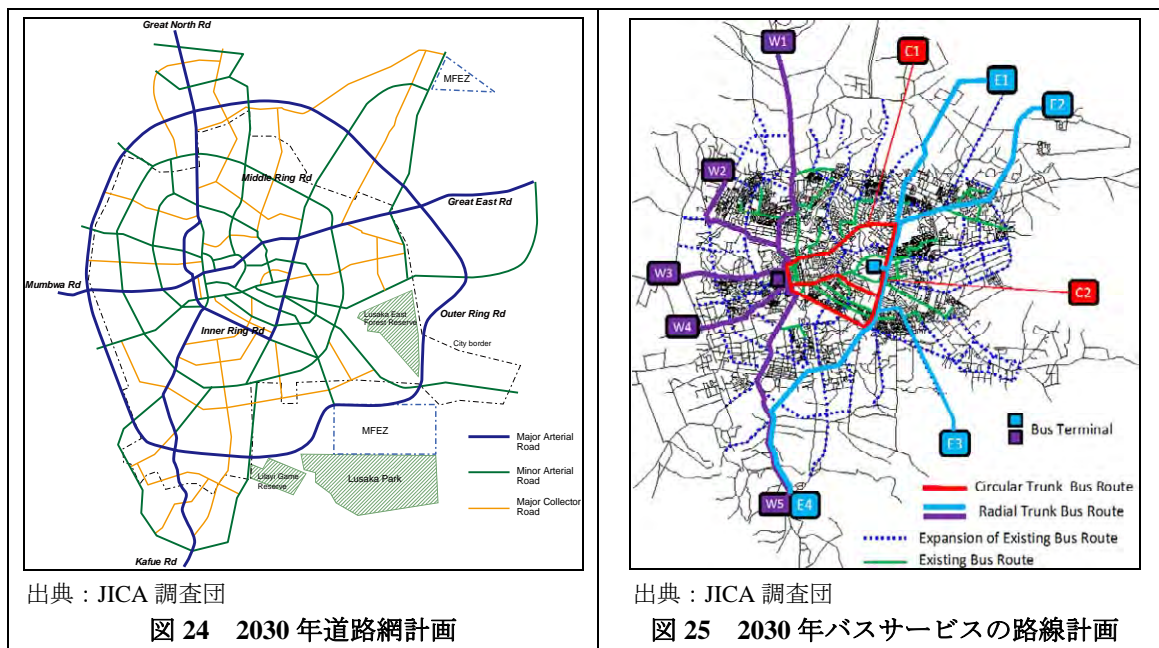 Great North Rd
MFEZ
Middle Ring Rd
Great East Rd
Mumbwa Rd
Inner Ring Rd
Lusaka East
Forest Reserve
Outer Ring Rd
City border
MFEZ
Lilayi Game
Reserve
Lusaka Park
Major Arterial
Road
Minor Arterial
Road
Major Collector
Road
Kafue Rd
出典：JICA 調査団
図 24 2030 年道路網計画
W1
C1
E1
E2
W2
W3
C2
W4
Bus Terminal
E3
Circular Trunk Bus Route
Radial Trunk Bus Route
W5 E4
Expansion of Existing Bus Route
Existing Bus Route
出典：JICA 調査団
図 25 2030 年バスサービスの路線計画